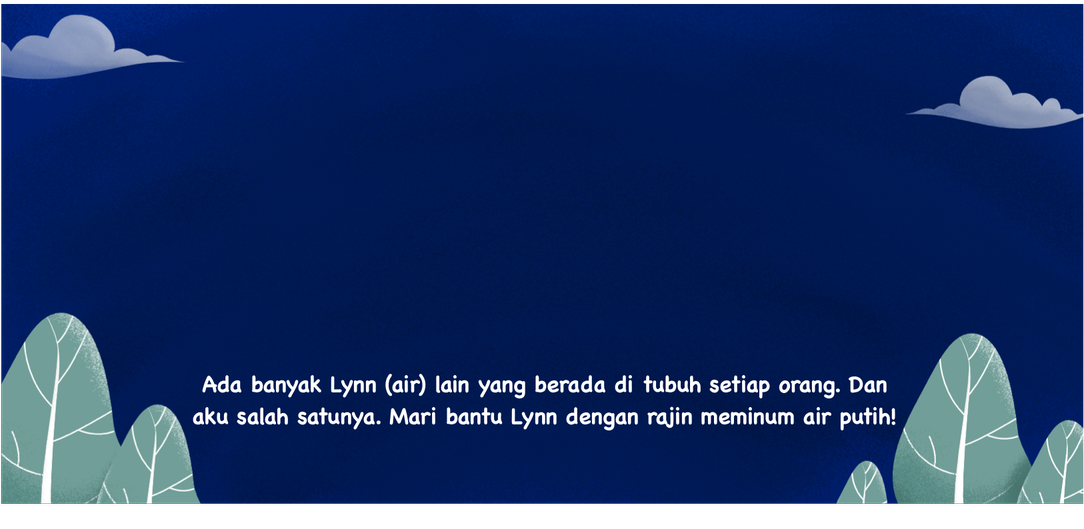 Ada banyak Lynn (air) lain yang berada di tubuh setiap orang. Dan
aku salah satunya. Mari bantu Lynn dengan rajin meminum air putih!